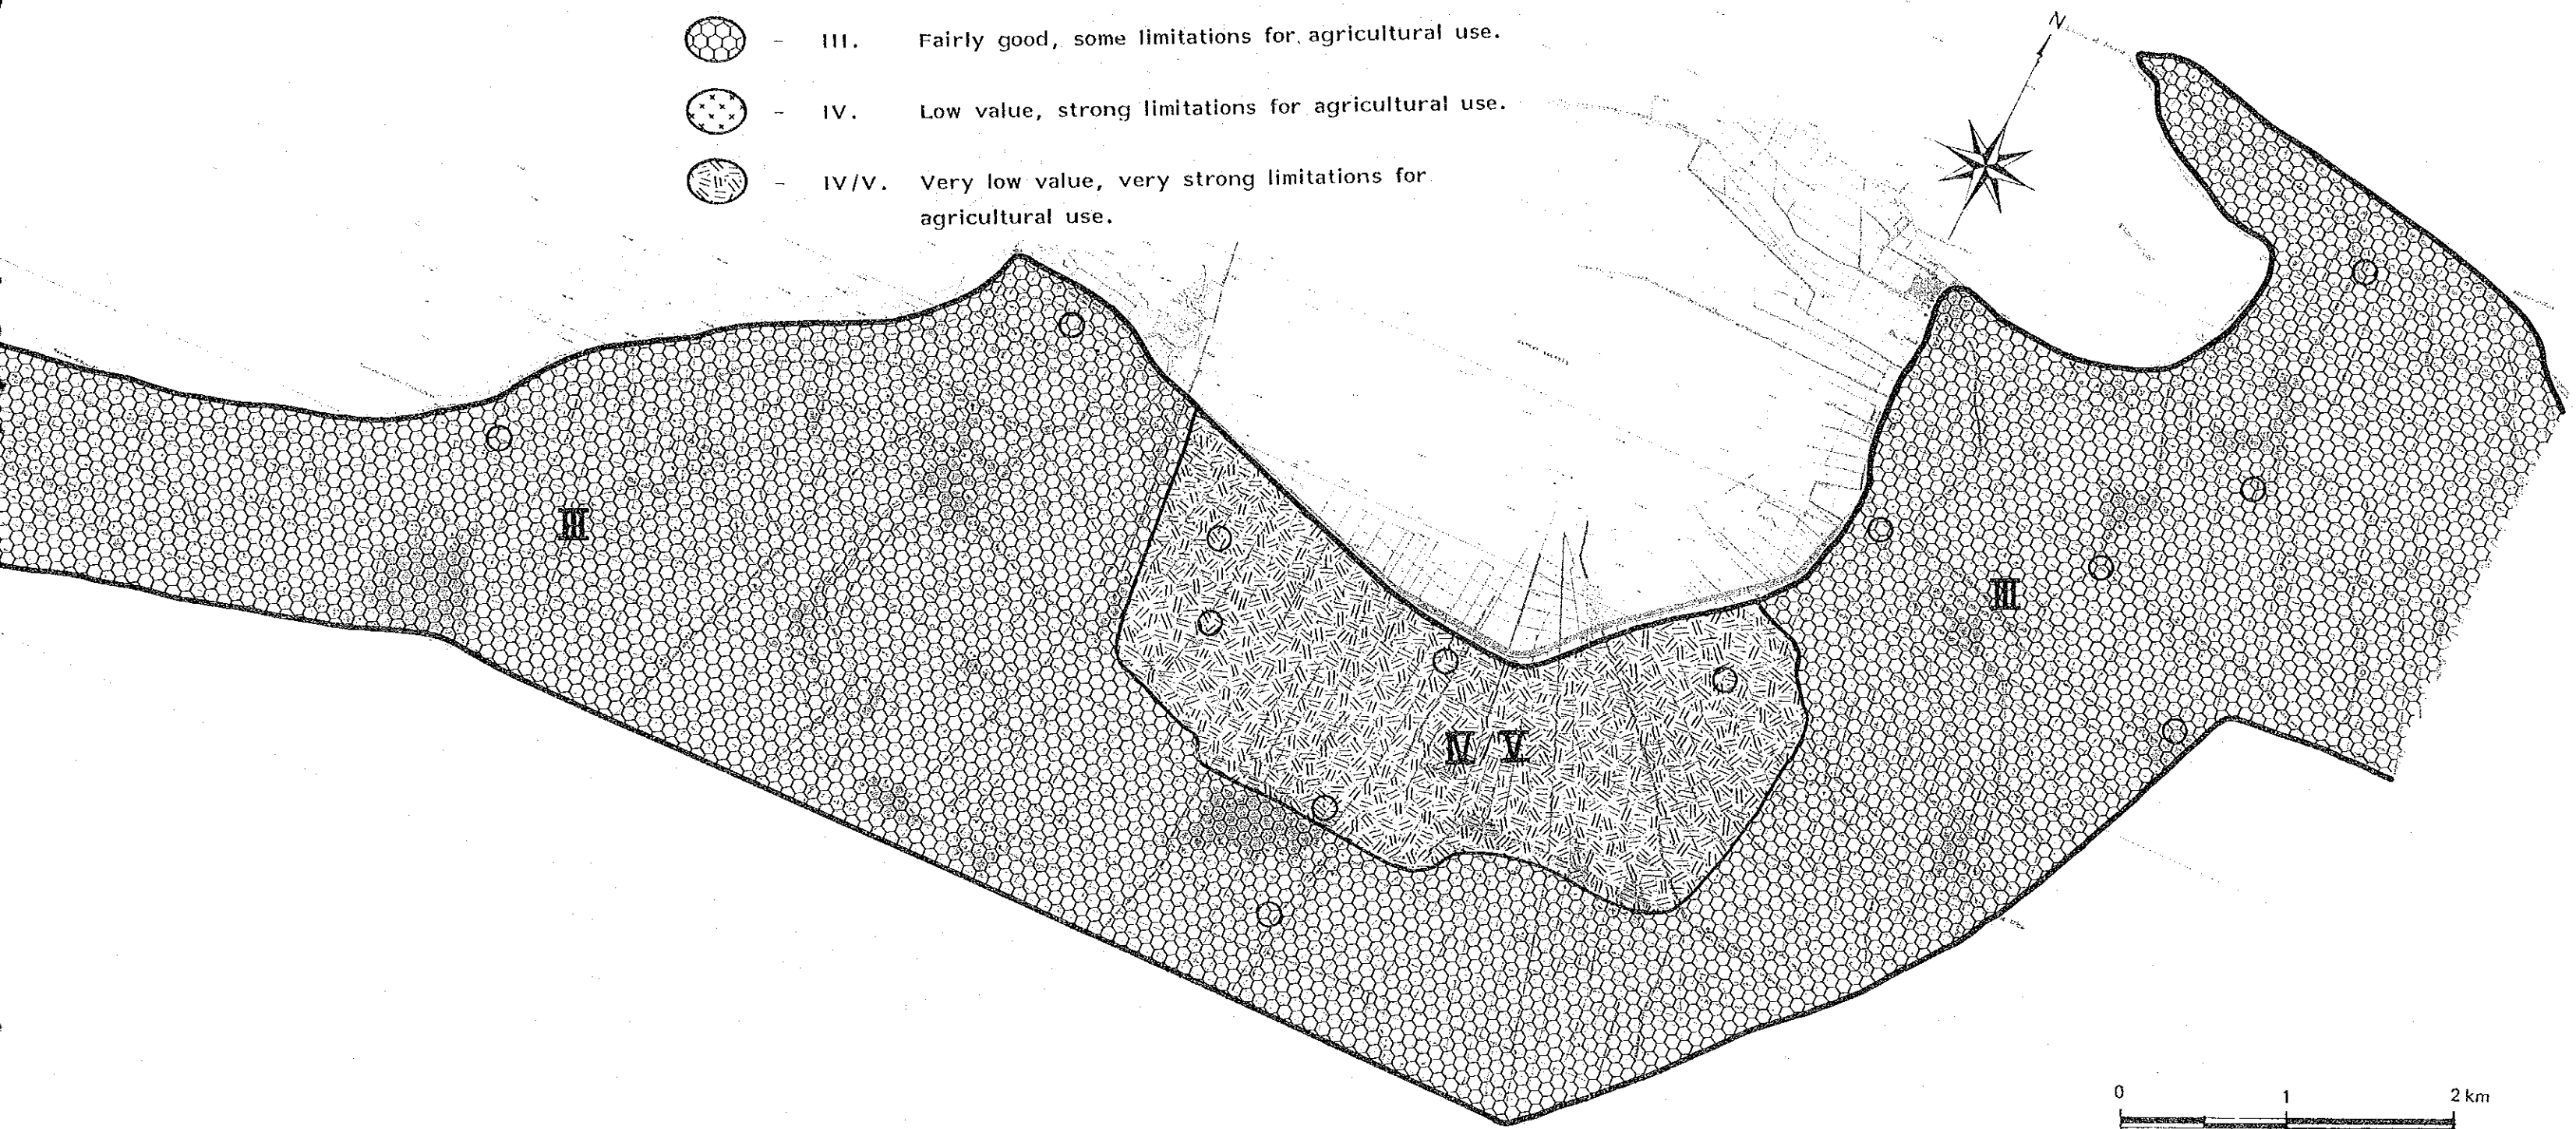 - III. Fairly good, some limitations for agricultural use.
- IV. Low value, strong limitations for agricultural use.
- IV/V. Very low value, very strong limitations for
agricultural use.
N
III
III
IV V
0 1 2 km